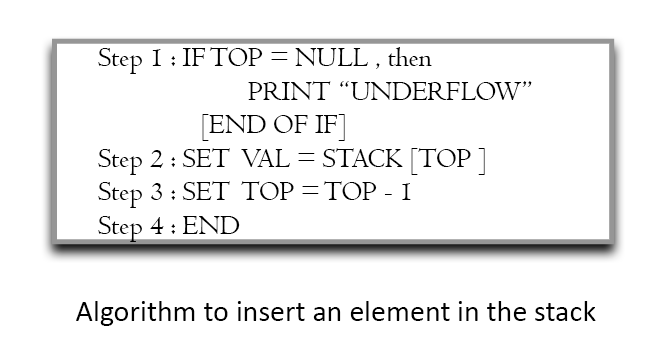 Step 1 : IF TOP = NULL , then
PRINT “UNDERFLOW”
[END OF IF]
Step 2 : SET VAL = STACK [TOP ]
Step 3 : SET TOP = TOP - 1
Step 4 : END
Algorithm to insert an element in the stack